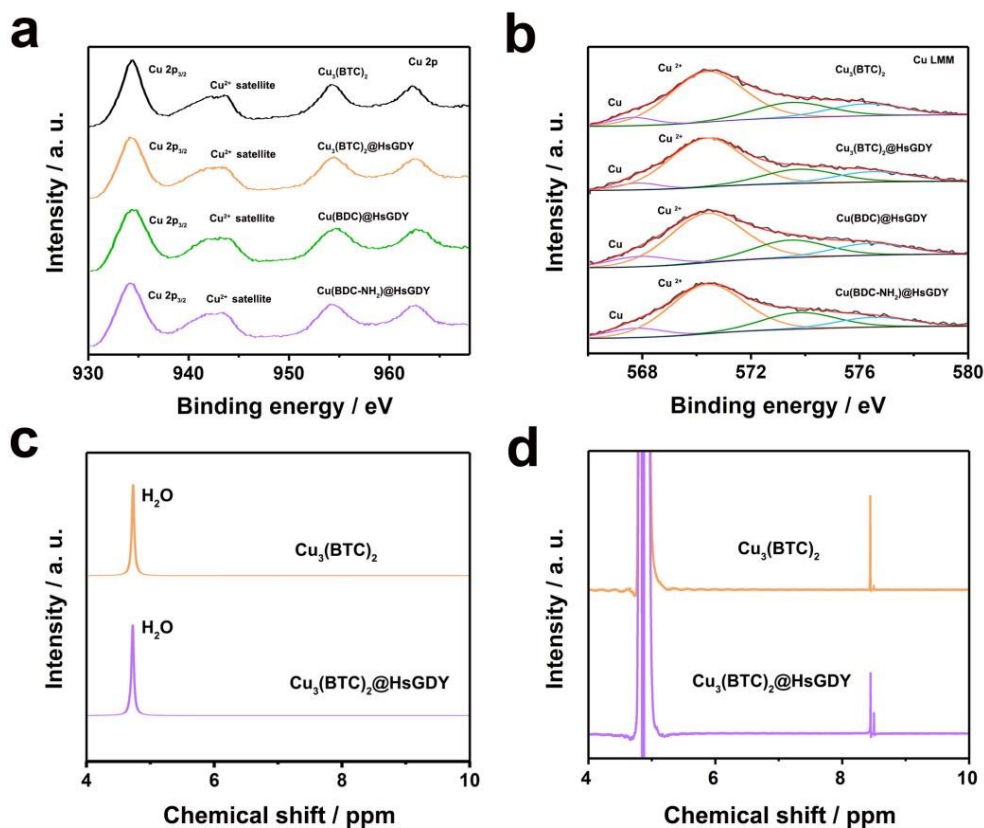 a
Cu 2p3/2
Cu2+ satellite
Cu3(BTC)2
Cu 2p
Cu 2p3/2
Cu2+ satellite
Cu3(BTC)2@HsGDY
Cu 2p3/2
Cu2+ satellite
Cu(BDC)@HsGDY
Cu 2p3/2
Cu2+ satellite
Cu(BDC-NH2)@HsGDY
Intensity / a. u.
930 940 950 960
Binding energy / eV
b
Cu LMM
Cu
Cu 2+
Cu3(BTC)2
Cu
Cu 2+
Cu3(BTC)2@HsGDY
Cu
Cu 2+
Cu(BDC)@HsGDY
Cu
Cu 2+
Cu(BDC-NH2)@HsGDY
Intensity / a. u.
568 572 576 580
Binding energy / eV
c
H2O
Cu3(BTC)2
H2O
Cu3(BTC)2@HsGDY
Intensity / a. u.
4 6 8 10
Chemical shift / ppm
d
Cu3(BTC)2
Cu3(BTC)2@HsGDY
Intensity / a. u.
4 6 8 10
Chemical shift / ppm